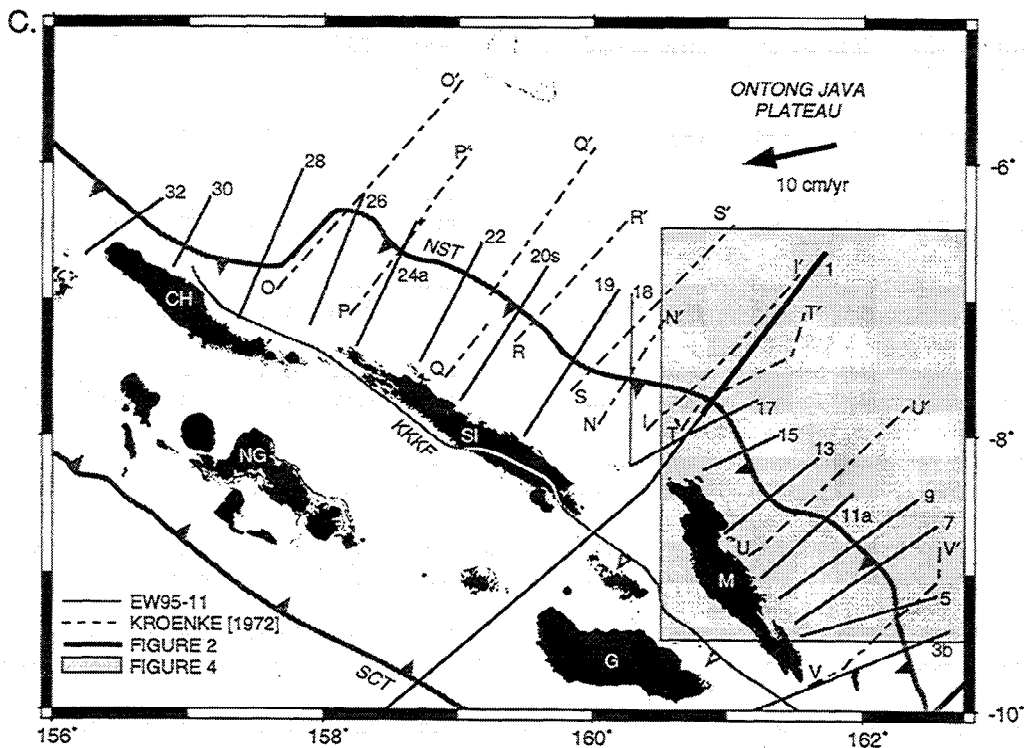 C.
O'
ONTONG JAVA
PLATEAU
P'
Q'
-6°
10 cm/yr
28
32
30
26
R'
S'
NST
22
20s
24a
I'
1
O
19
18
T'
CH
P
N'
R
Q
S
17
U'
N
I
T
SI
15
-8°
KKKF
13
NG
9
11a
7
U
V'
M
EW95-11
5
KROENKE [1972]
FIGURE 2
3b
G
V
FIGURE 4
SCT
-10°
156°
158°
160°
162°